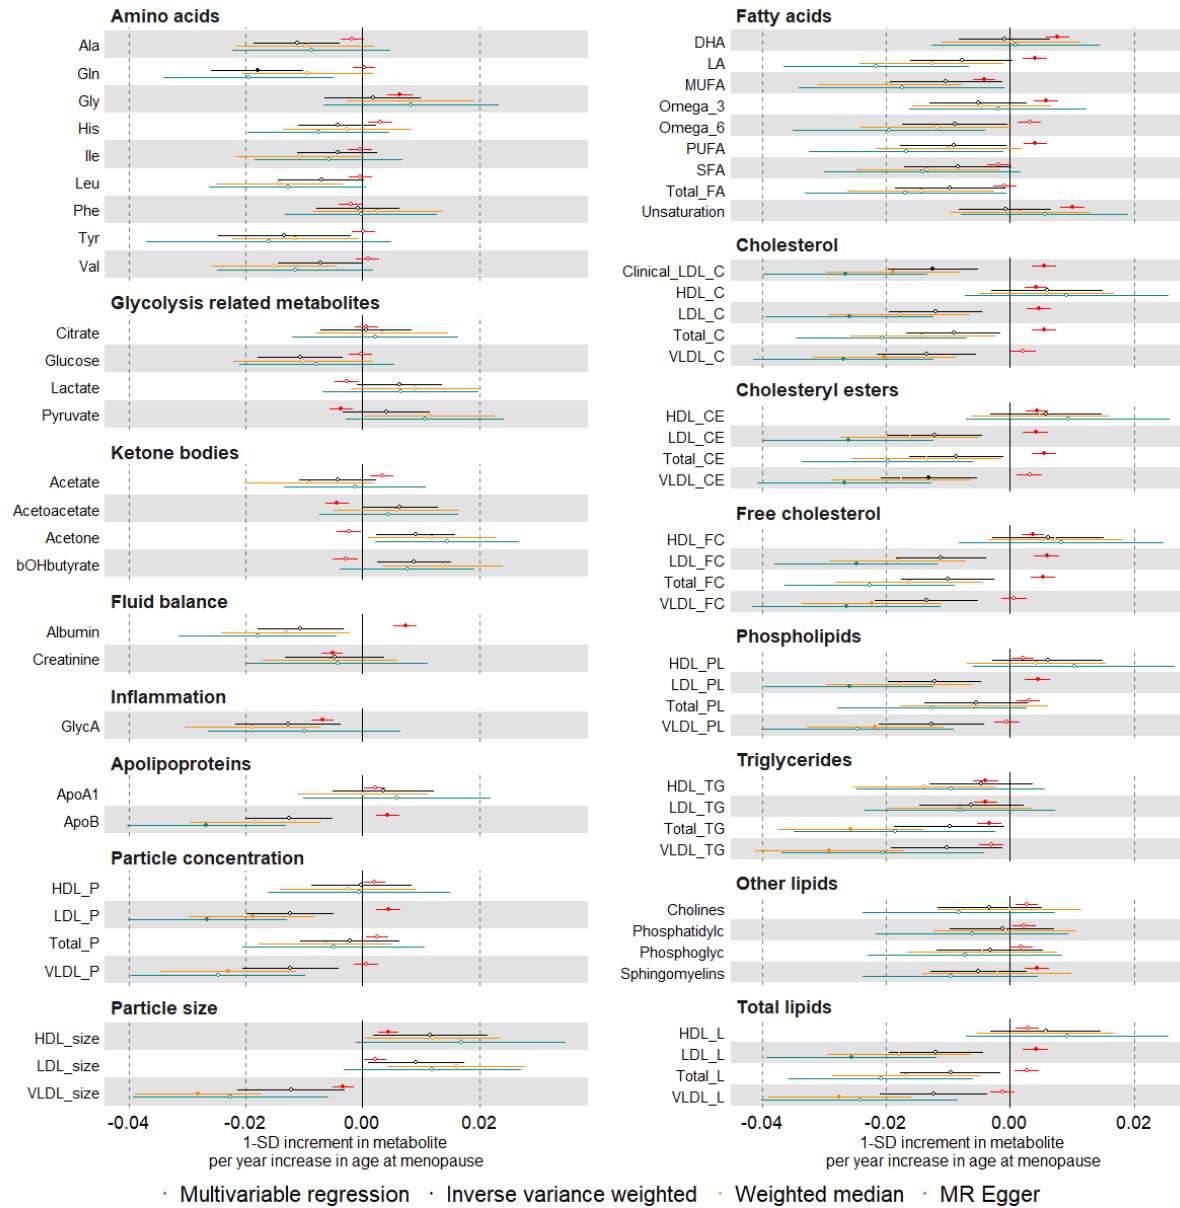 Amino acids
Ala
Gln
Gly
His
Ile
Leu
Phe
Tyr
Val
Glycolysis related metabolites
Citrate
Glucose
Lactate
Pyruvate
Ketone bodies
Acetate
Acetoacetate
Acetone
bOHbutyrate
Fluid balance
Albumin
Creatinine
Inflammation
GlycA
Apolipoproteins
ApoA1
ApoB
Particle concentration
HDL_P
LDL_P
Total_P
VLDL_P
Particle size
HDL_size
LDL_size
VLDL_size
-0.04 -0.02 0.00 0.02
1-SD increment in metabolite
per year increase in age at menopause
Fatty acids
DHA
LA
MUFA
Omega_3
Omega_6
PUFA
SFA
Total_FA
Unsaturation
Cholesterol
Clinical_LDL_C
HDL_C
LDL_C
Total_C
VLDL_C
Cholesteryl esters
HDL_CE
LDL_CE
Total_CE
VLDL_CE
Free cholesterol
HDL_FC
LDL_FC
Total_FC
VLDL_FC
Phospholipids
HDL_PL
LDL_PL
Total_PL
VLDL_PL
Triglycerides
HDL_TG
LDL_TG
Total_TG
VLDL_TG
Other lipids
Cholines
Phosphatidylc
Phosphoglyc
Sphingomyelins
Total lipids
HDL_L
LDL_L
Total_L
VLDL_L
-0.04 -0.02 0.00 0.02
1-SD increment in metabolite
per year increase in age at menopause
Multivariable regression Inverse variance weighted Weighted median MR Egger